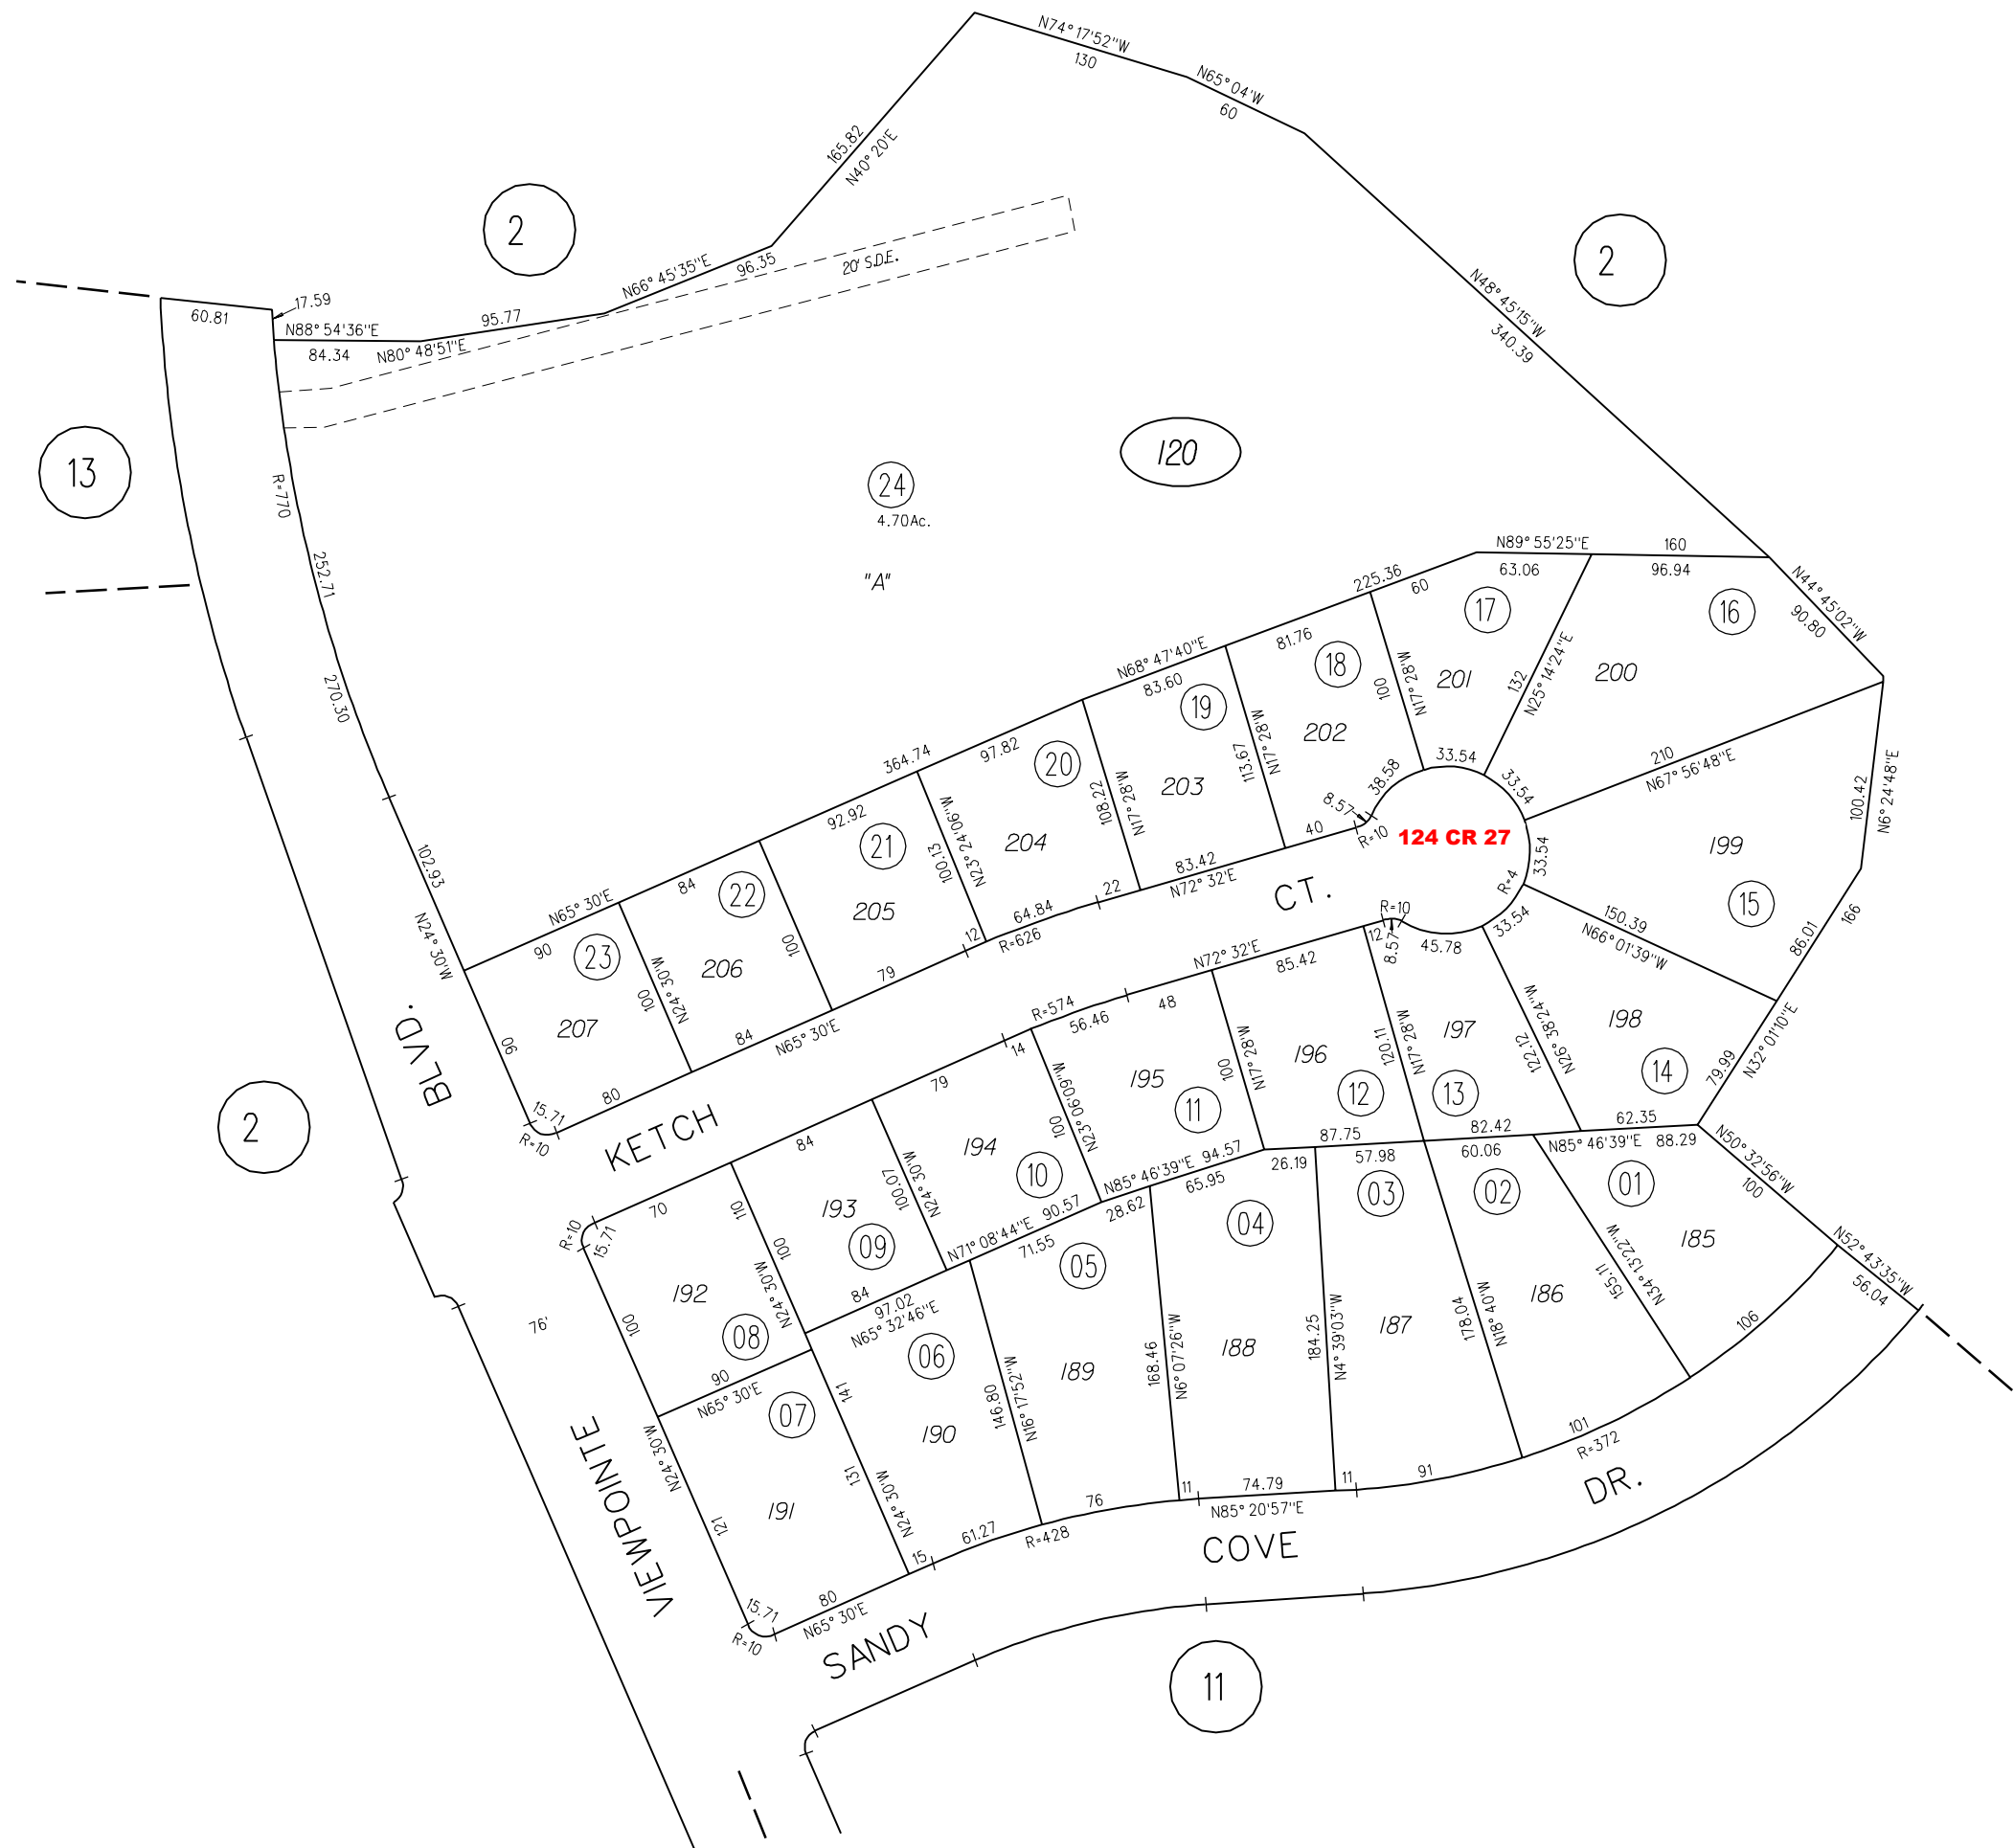 N74°17'52"W
130
N65°04'W
60
165.82
N40°20'E
2
2
N48°45'15"W
340.39
96.35
N66°45'35"E
20' S.D.E.
17.59
60.81
N88°54'36"E
84.34
95.77
N80°48'51"E
13
R=770
252.71
270.30
102.93
N24°30'W
90
24
4.70Ac.
"A"
120
N89°55'25"E
160
63.06
96.94
N44°45'02"W
90.80
225.36
60
17
16
201
200
132
N25°14'24"E
N68°47'40"E
81.76
18
100
N17°28'W
202
83.60
19
113.67
N17°28'W
203
364.74
97.82
20
108.22
N17°28'W
204
92.92
21
100.13
N23°24'06"W
205
84
22
100
206
N65°30'E
90
23
100
N24°30'W
207
38.58
33.54
33.54
33.54
33.54
8.57
R=10
124 CR 27
R=4
210
N67°56'48"E
100.42
N6°24'48"E
199
15
150.39
N66°01'39"W
86.01
166
40
83.42
N72°32'E
22
64.84
R=626
12
79
84
N65°30'E
80
15.71
R=10
CT.
KETCH
BLVD.
2
R=10
12
8.57
45.78
N72°32'E
85.42
48
R=574
56.46
14
79
84
70
R=10
15.71
198
14
122.12
N26°38'24"W
79.99
N32°01'10"E
197
13
120.11
N17°28'W
196
12
100
N17°28'W
195
11
100
N23°06'09"W
194
10
100.07
N24°30'W
193
09
110
100
N24°30'W
192
08
100
90
N65°30'E
62.35
82.42
87.75
N85°46'39"E
88.29
60.06
57.98
26.19
N85°46'39"E
94.57
65.95
28.62
N71°08'44"E
90.57
71.55
84
97.02
N65°32'46"E
N50°32'56"W
100
N52°43'35"W
56.04
01
185
155.11
N34°13'22"W
02
186
178.04
N18°40'W
03
187
184.25
N4°39'03"W
04
188
168.46
N6°07'26"W
05
189
146.80
N16°17'52"W
06
190
141
131
N24°30'W
07
191
N24°30'W
121
76'
VIEWPOINTE
106
101
R=372
91
11
74.79
N85°20'57"E
11
76
R=428
61.27
15
80
N65°30'E
15.71
R=10
SANDY
COVE
DR.
11